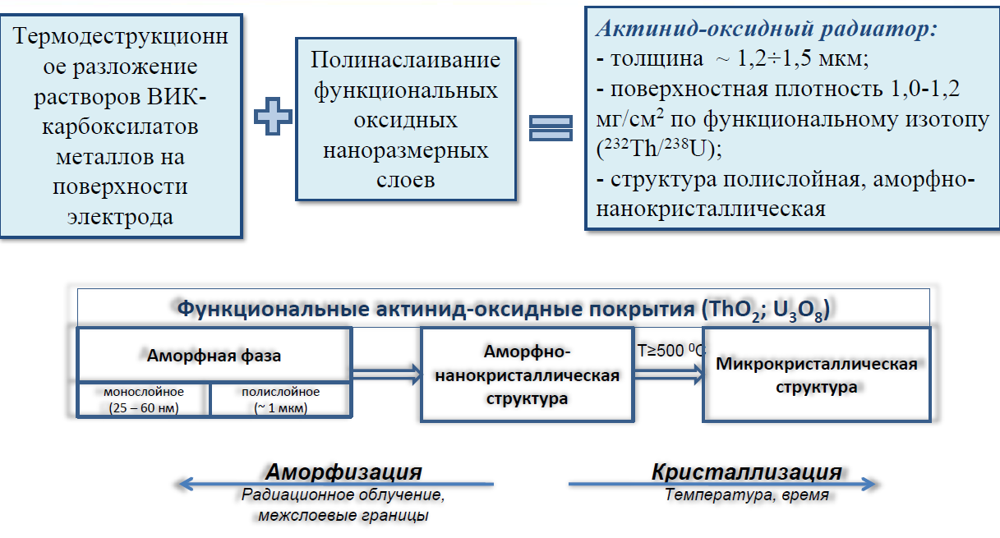 Термодеструкционн
ое разложение
растворов ВИК-
карбоксилатов
металлов на
поверхности
электрода
Полинаслаивание
функциональных
оксидных
наноразмерных
слоев
Актинид-оксидный радиатор:
- толщина ~ 1,2÷1,5 мкм;
- поверхностная плотность 1,0-1,2
мг/см² по функциональному изотопу
(²³²Th/²³⁸U);
- структура полислойная, аморфно-
нанокристаллическая
Функциональные актинид-оксидные покрытия (ThO₂; U₃O₈)
Аморфная фаза
монослойное
(25 – 60 нм)
полислойное
(~ 1 мкм)
Аморфно-
нанокристаллическая
структура
T≥500 ⁰C
Микрокристаллическая
структура
Аморфизация
Радиационное облучение,
межслоевые границы
Кристаллизация
Температура, время